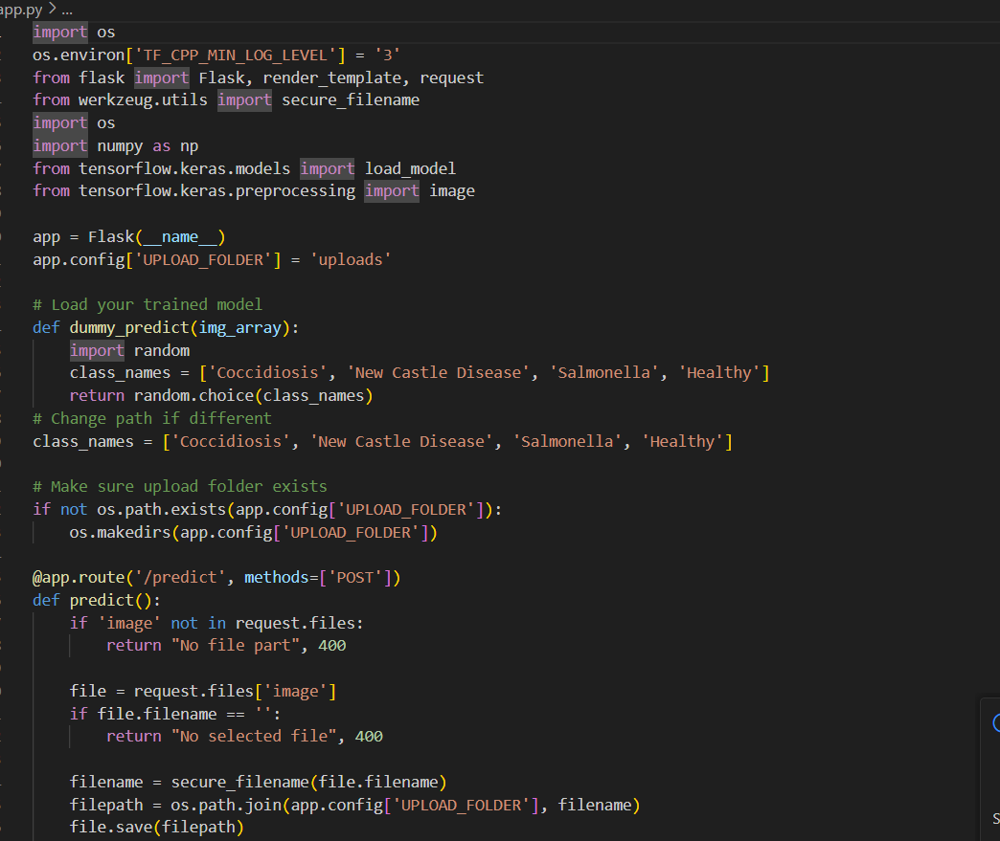 app.py > ...
import os
os.environ['TF_CPP_MIN_LOG_LEVEL'] = '3'
from flask import Flask, render_template, request
from werkzeug.utils import secure_filename
import os
import numpy as np
from tensorflow.keras.models import load_model
from tensorflow.keras.preprocessing import image

app = Flask(__name__)
app.config['UPLOAD_FOLDER'] = 'uploads'

# Load your trained model
def dummy_predict(img_array):
    import random
    class_names = ['Coccidiosis', 'New Castle Disease', 'Salmonella', 'Healthy']
    return random.choice(class_names)
# Change path if different
class_names = ['Coccidiosis', 'New Castle Disease', 'Salmonella', 'Healthy']

# Make sure upload folder exists
if not os.path.exists(app.config['UPLOAD_FOLDER']):
    os.makedirs(app.config['UPLOAD_FOLDER'])

@app.route('/predict', methods=['POST'])
def predict():
    if 'image' not in request.files:
        return "No file part", 400

    file = request.files['image']
    if file.filename == '':
        return "No selected file", 400

    filename = secure_filename(file.filename)
    filepath = os.path.join(app.config['UPLOAD_FOLDER'], filename)
    file.save(filepath)